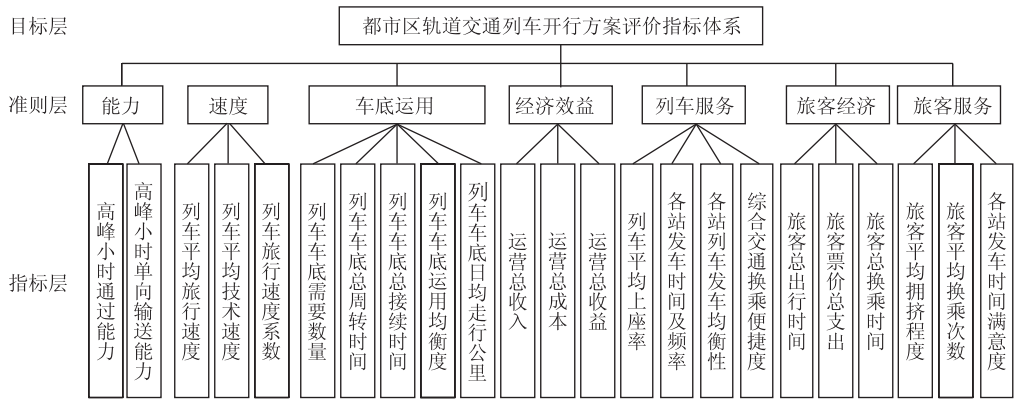 目标层
都市区轨道交通列车开行方案评价指标体系
准则层
能力
速度
车底运用
经济效益
列车服务
旅客经济
旅客服务
指标层
高峰小时通过能力
高峰小时单向输送能力
列车平均旅行速度
列车平均技术速度
列车旅行速度系数
列车车底需要数量
列车车底总周转时间
列车车底总接续时间
列车车底运用均衡度
列车车底日均走行公里
运营总收入
运营总成本
运营总收益
列车平均上座率
各站发车时间及频率
各站列车发车均衡性
综合交通换乘便捷度
旅客总出行时间
旅客票价总支出
旅客总换乘时间
旅客平均拥挤程度
旅客平均换乘次数
各站发车时间满意度